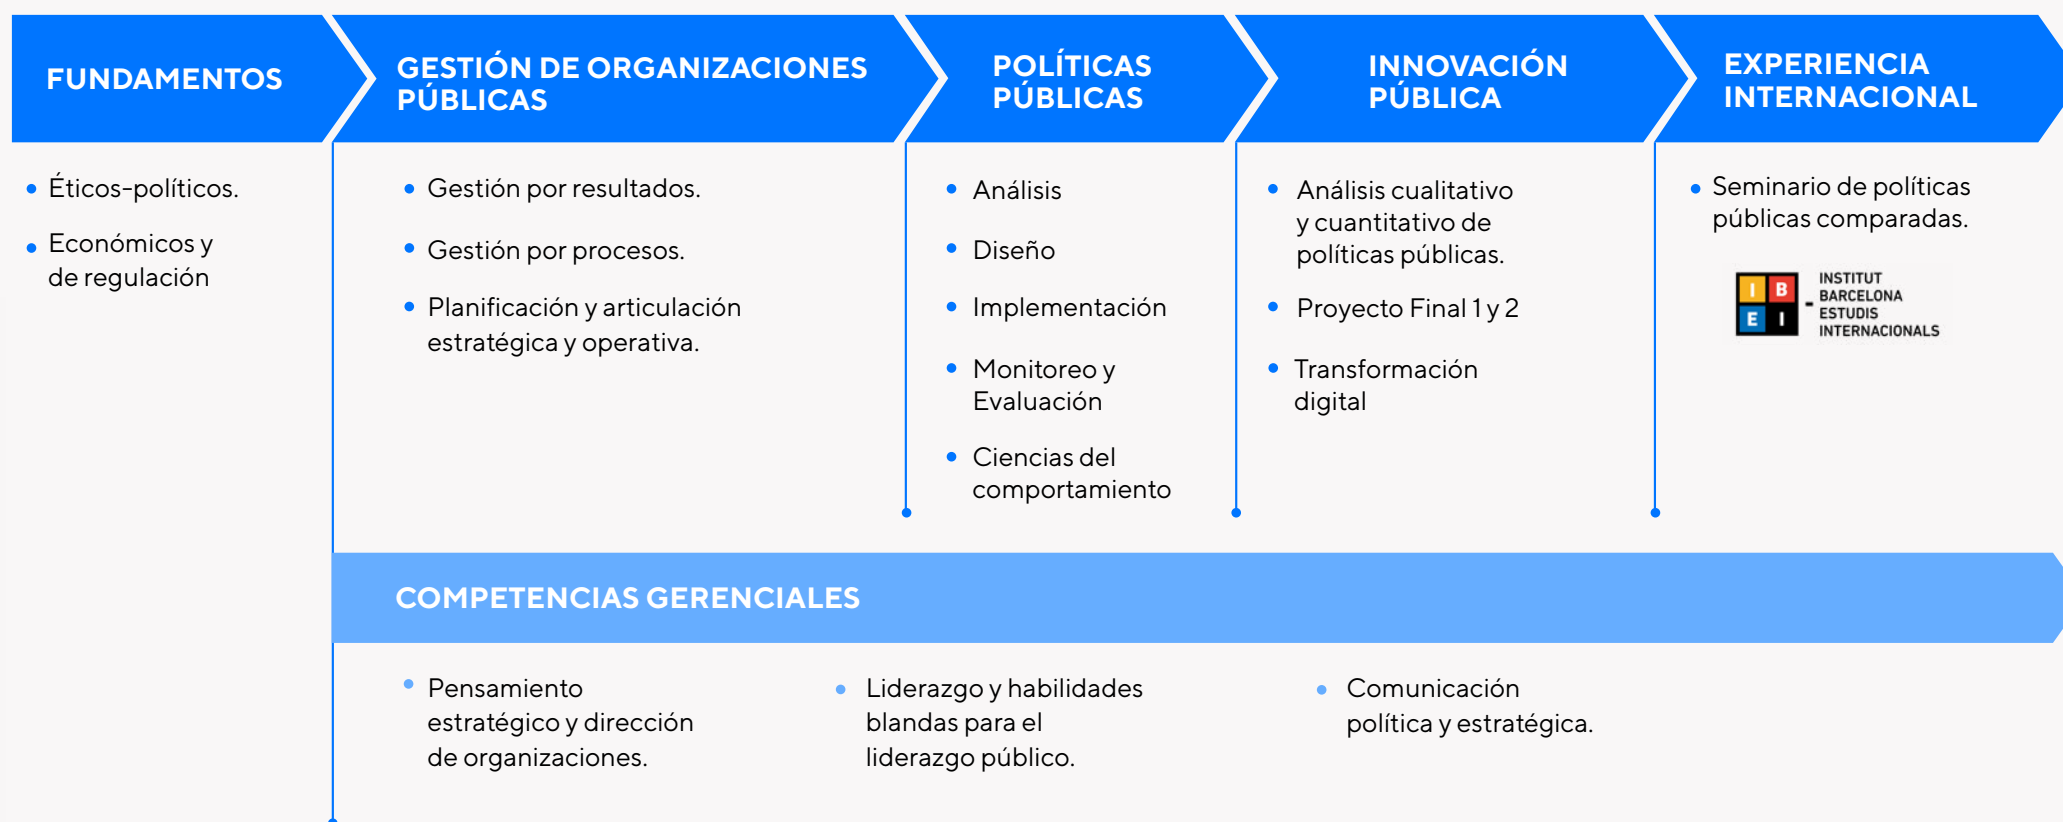 FUNDAMENTOS
GESTIÓN DE ORGANIZACIONES
PÚBLICAS
POLÍTICAS
PÚBLICAS
INNOVACIÓN
PÚBLICA
EXPERIENCIA
INTERNACIONAL
Éticos-políticos.
Económicos y
de regulación
Gestión por resultados.
Gestión por procesos.
Planificación y articulación
estratégica y operativa.
Análisis
Diseño
Implementación
Monitoreo y
Evaluación
Ciencias del
comportamiento
Análisis cualitativo
y cuantitativo de
políticas públicas.
Proyecto Final 1 y 2
Transformación
digital
Seminario de políticas
públicas comparadas.
I B
E I
INSTITUT
BARCELONA
ESTUDIS
INTERNACIONALS
COMPETENCIAS GERENCIALES
Pensamiento
estratégico y dirección
de organizaciones.
Liderazgo y habilidades
blandas para el
liderazgo público.
Comunicación
política y estratégica.